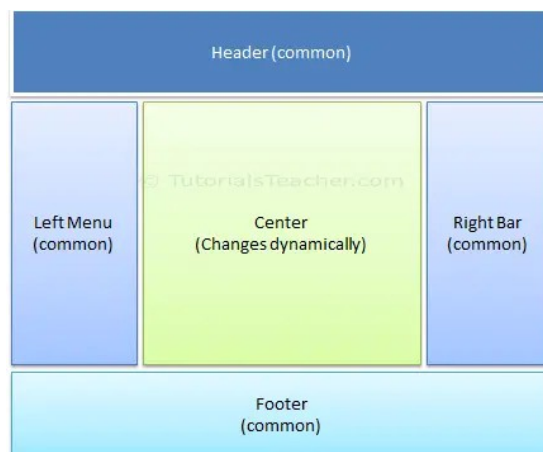 Header (common)
© TutorialsTeacher.com
Left Menu
(common)
Center
(Changes dynamically)
Right Bar
(common)
Footer
(common)